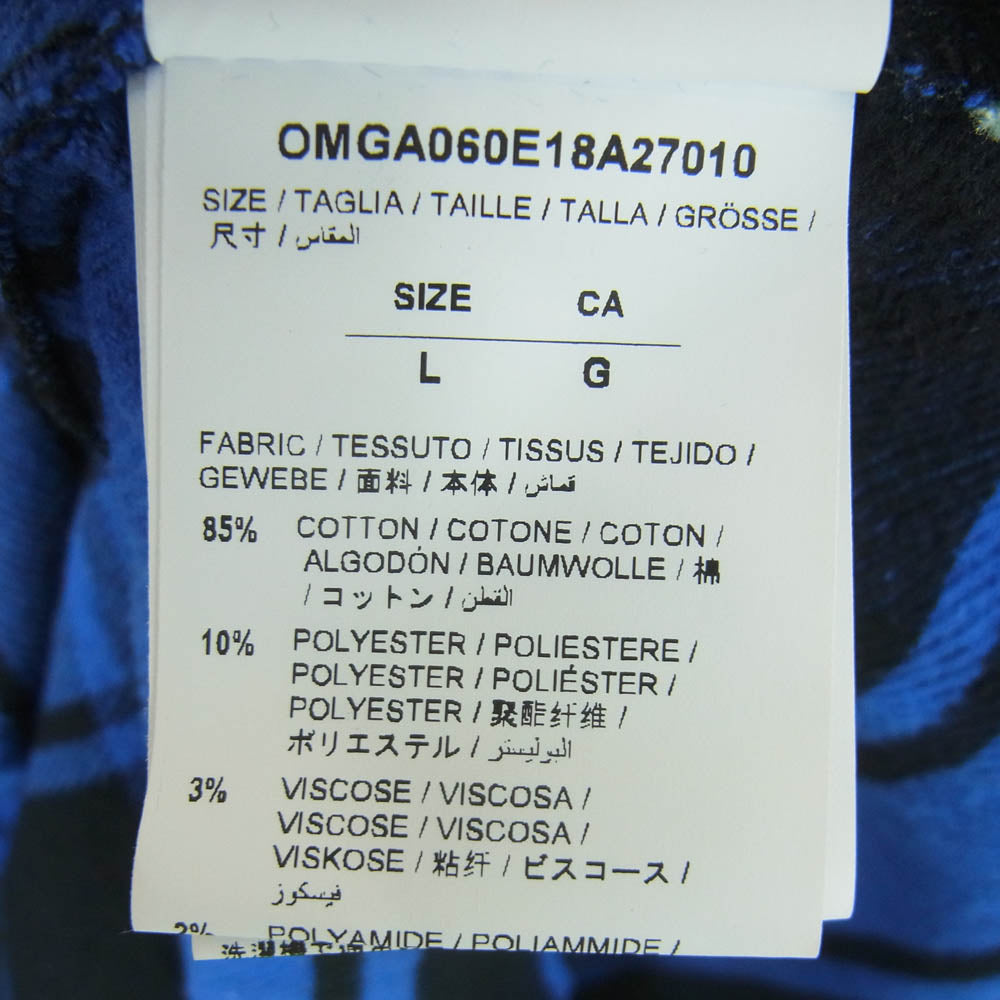 OMGA060E18A27010
SIZE / TAGLIA / TAILLE / TALLA / GRÖSSE /
尺寸 / المقاس
SIZE CA
L G
FABRIC / TESSUTO / TISSUS / TEJIDO /
GEWEBE / 面料 / 本体 / قماش
85% COTTON / COTONE / COTON /
ALGODÓN / BAUMWOLLE / 棉
/ コットン / القطن
10% POLYESTER / POLIESTERE /
POLYESTER / POLIÉSTER /
POLYESTER / 聚酯纤维 /
ポリエステル / البوليستر
3% VISCOSE / VISCOSA /
VISCOSE / VISCOSA /
VISKOSE / 粘纤 / ビスコース /
فيسكوز
2% POLYAMIDE / POLIAMMIDE /